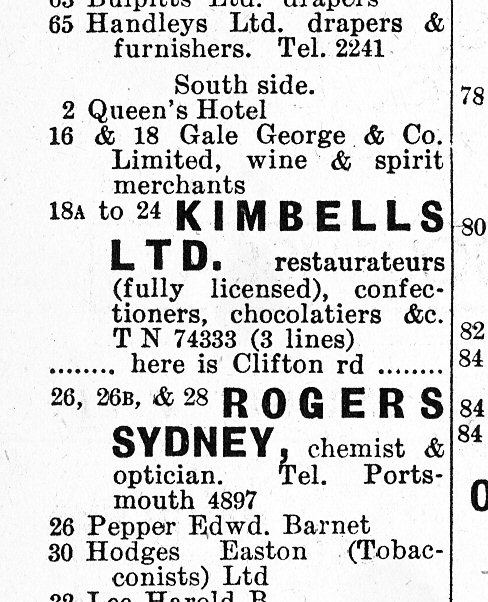 65 Handleys Ltd. drapers &
furnishers. Tel. 2241
South side.
2 Queen's Hotel
16 & 18 Gale George & Co.
Limited, wine & spirit
merchants
18A to 24 KIMBELLS
LTD. restaurateurs
(fully licensed), confec-
tioners, chocolatiers &c.
T N 74333 (3 lines)
........ here is Clifton rd ........
26, 26B, & 28 ROGERS
SYDNEY, chemist &
optician. Tel. Ports-
mouth 4897
26 Pepper Edwd. Barnet
30 Hodges Easton (Tobac-
conists) Ltd
78
80
82
84
84
84